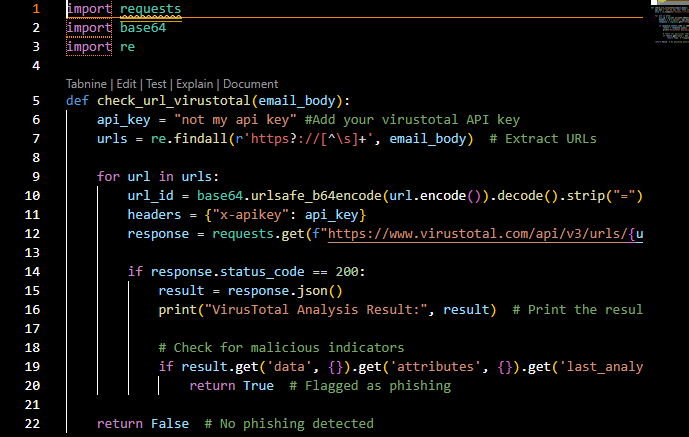 1 import requests
2 import base64
3 import re
4
Tabnine | Edit | Test | Explain | Document
5 def check_url_virustotal(email_body):
6     api_key = "not my api key" #Add your virustotal API key
7     urls = re.findall(r'https?://[^\s]+', email_body)  # Extract URLs
8
9     for url in urls:
10         url_id = base64.urlsafe_b64encode(url.encode()).decode().strip("=")
11         headers = {"x-apikey": api_key}
12         response = requests.get(f"https://www.virustotal.com/api/v3/urls/{u
13
14         if response.status_code == 200:
15             result = response.json()
16             print("VirusTotal Analysis Result:", result)  # Print the resul
17
18             # Check for malicious indicators
19             if result.get('data', {}).get('attributes', {}).get('last_analy
20                 return True  # Flagged as phishing
21
22     return False  # No phishing detected